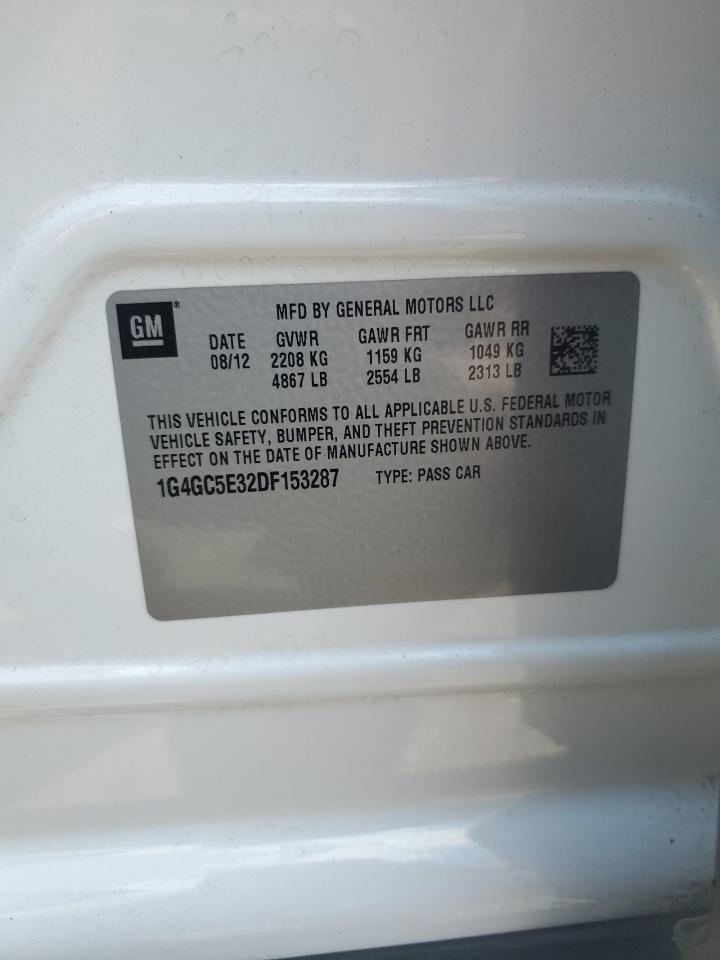 MFD BY GENERAL MOTORS LLC
GM®
DATE GVWR GAWR FRT GAWR RR
08/12 2208 KG 1159 KG 1049 KG
4867 LB 2554 LB 2313 LB
THIS VEHICLE CONFORMS TO ALL APPLICABLE U.S. FEDERAL MOTOR
VEHICLE SAFETY, BUMPER, AND THEFT PREVENTION STANDARDS IN
EFFECT ON THE DATE OF MANUFACTURE SHOWN ABOVE.
1G4GC5E32DF153287 TYPE: PASS CAR